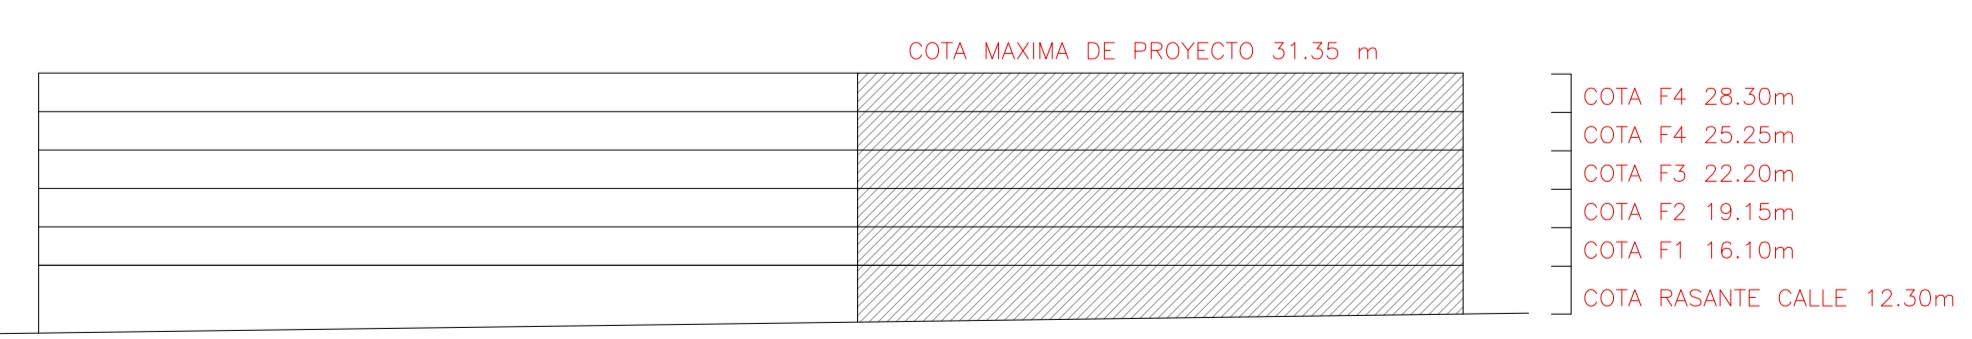 COTA MAXIMA DE PROYECTO 31.35 m
COTA F4 28.30m
COTA F4 25.25m
COTA F3 22.20m
COTA F2 19.15m
COTA F1 16.10m
COTA RASANTE CALLE 12.30m